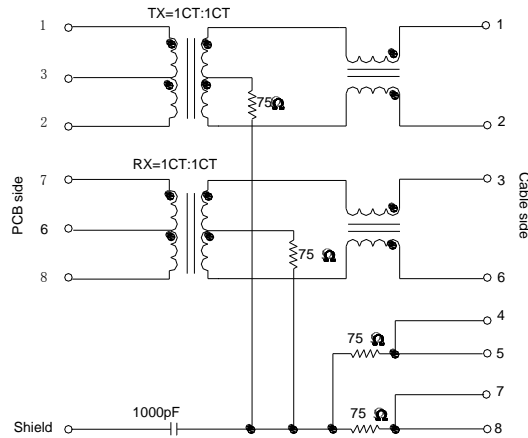 TX=1CT:1CT
1
1
3
75Ω
2
2
RX=1CT:1CT
7
3
6
75 Ω
8
6
PCB side
Cable side
4
75 Ω
5
7
1000pF
75 Ω
Shield
8